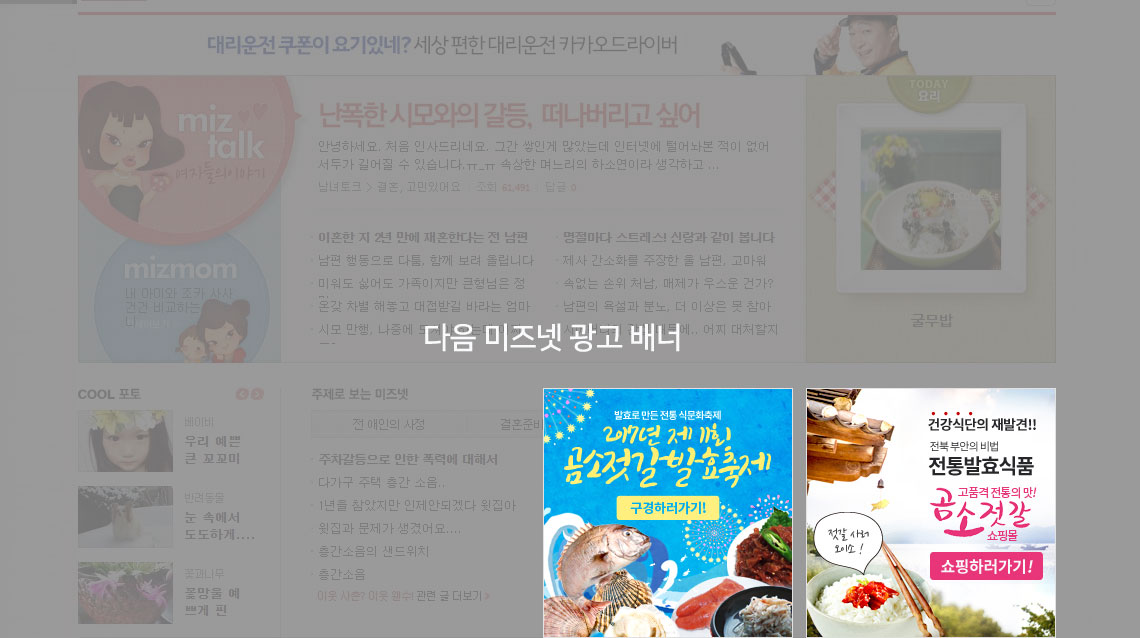 대리운전 쿠폰이 요기있네? 세상 편한 대리운전 카카오드라이버
miz
talk
여자들의이야기
난폭한 시모와의 갈등, 떠나버리고 싶어
안녕하세요. 처음 인사드리네요. 그간 쌓인게 많았는데 인터넷에 털어놔본 적이 없어
서두가 길어질 수 있습니다.ㅠㅠ 속상한 며느리의 하소연이라 생각하고 ...
남녀토크 > 결혼, 고민있어요 | 조회 61,491 | 답글 0
TODAY
요리
굴무밥
· 이혼한 지 2년 만에 재혼한다는 전 남편
· 남편 행동으로 다툼, 함께 보려 올립니다
· 미워도 싫어도 가족이지만 큰형님은 정
· 온갖 차별 해놓고 대접받길 바라는 엄마
· 시모 만행, 나중에
· 명절마다 스트레스! 신랑과 같이 봅니다
· 제사 간소화를 주장한 울 남편, 고마워
· 속없는 손위 처남, 매제가 우스운 건가?
· 남편의 욕설과 분노, 더 이상은 못 참아
어찌 대처할지
mizmom
내 아이와 조카 사사
건건 비교하는
다음 미즈넷 광고 배너
COOL 포토
베이비
우리 예쁜
큰 꼬꼬미
반려동물
눈 속에서
도도하게....
꽃과나무
꽃망울 예
쁘게 핀
주제로 보는 미즈넷
전 애인의 사정
결혼준비
· 주차갈등으로 인한 폭력에 대해서
· 다가구 주택 층간 소음..
· 1년을 참았지만 언제안되겠다 윗집아
· 윗집과 문제가 생겼어요....
· 층간소음의 샌드위치
· 층간소음
이웃 사촌? 이웃 웬수! 관련 글 더보기 >
발효로 만든 전통 식문화축제
2017년 제 11회
곰소젓갈발효축제
구경하러가기!
건강식단의 재발견!!
전북 부안의 비법
전통발효식품
고품격 전통의 맛!
곰소젓갈
쇼핑몰
젓갈 사러
오이소!
쇼핑하러가기!